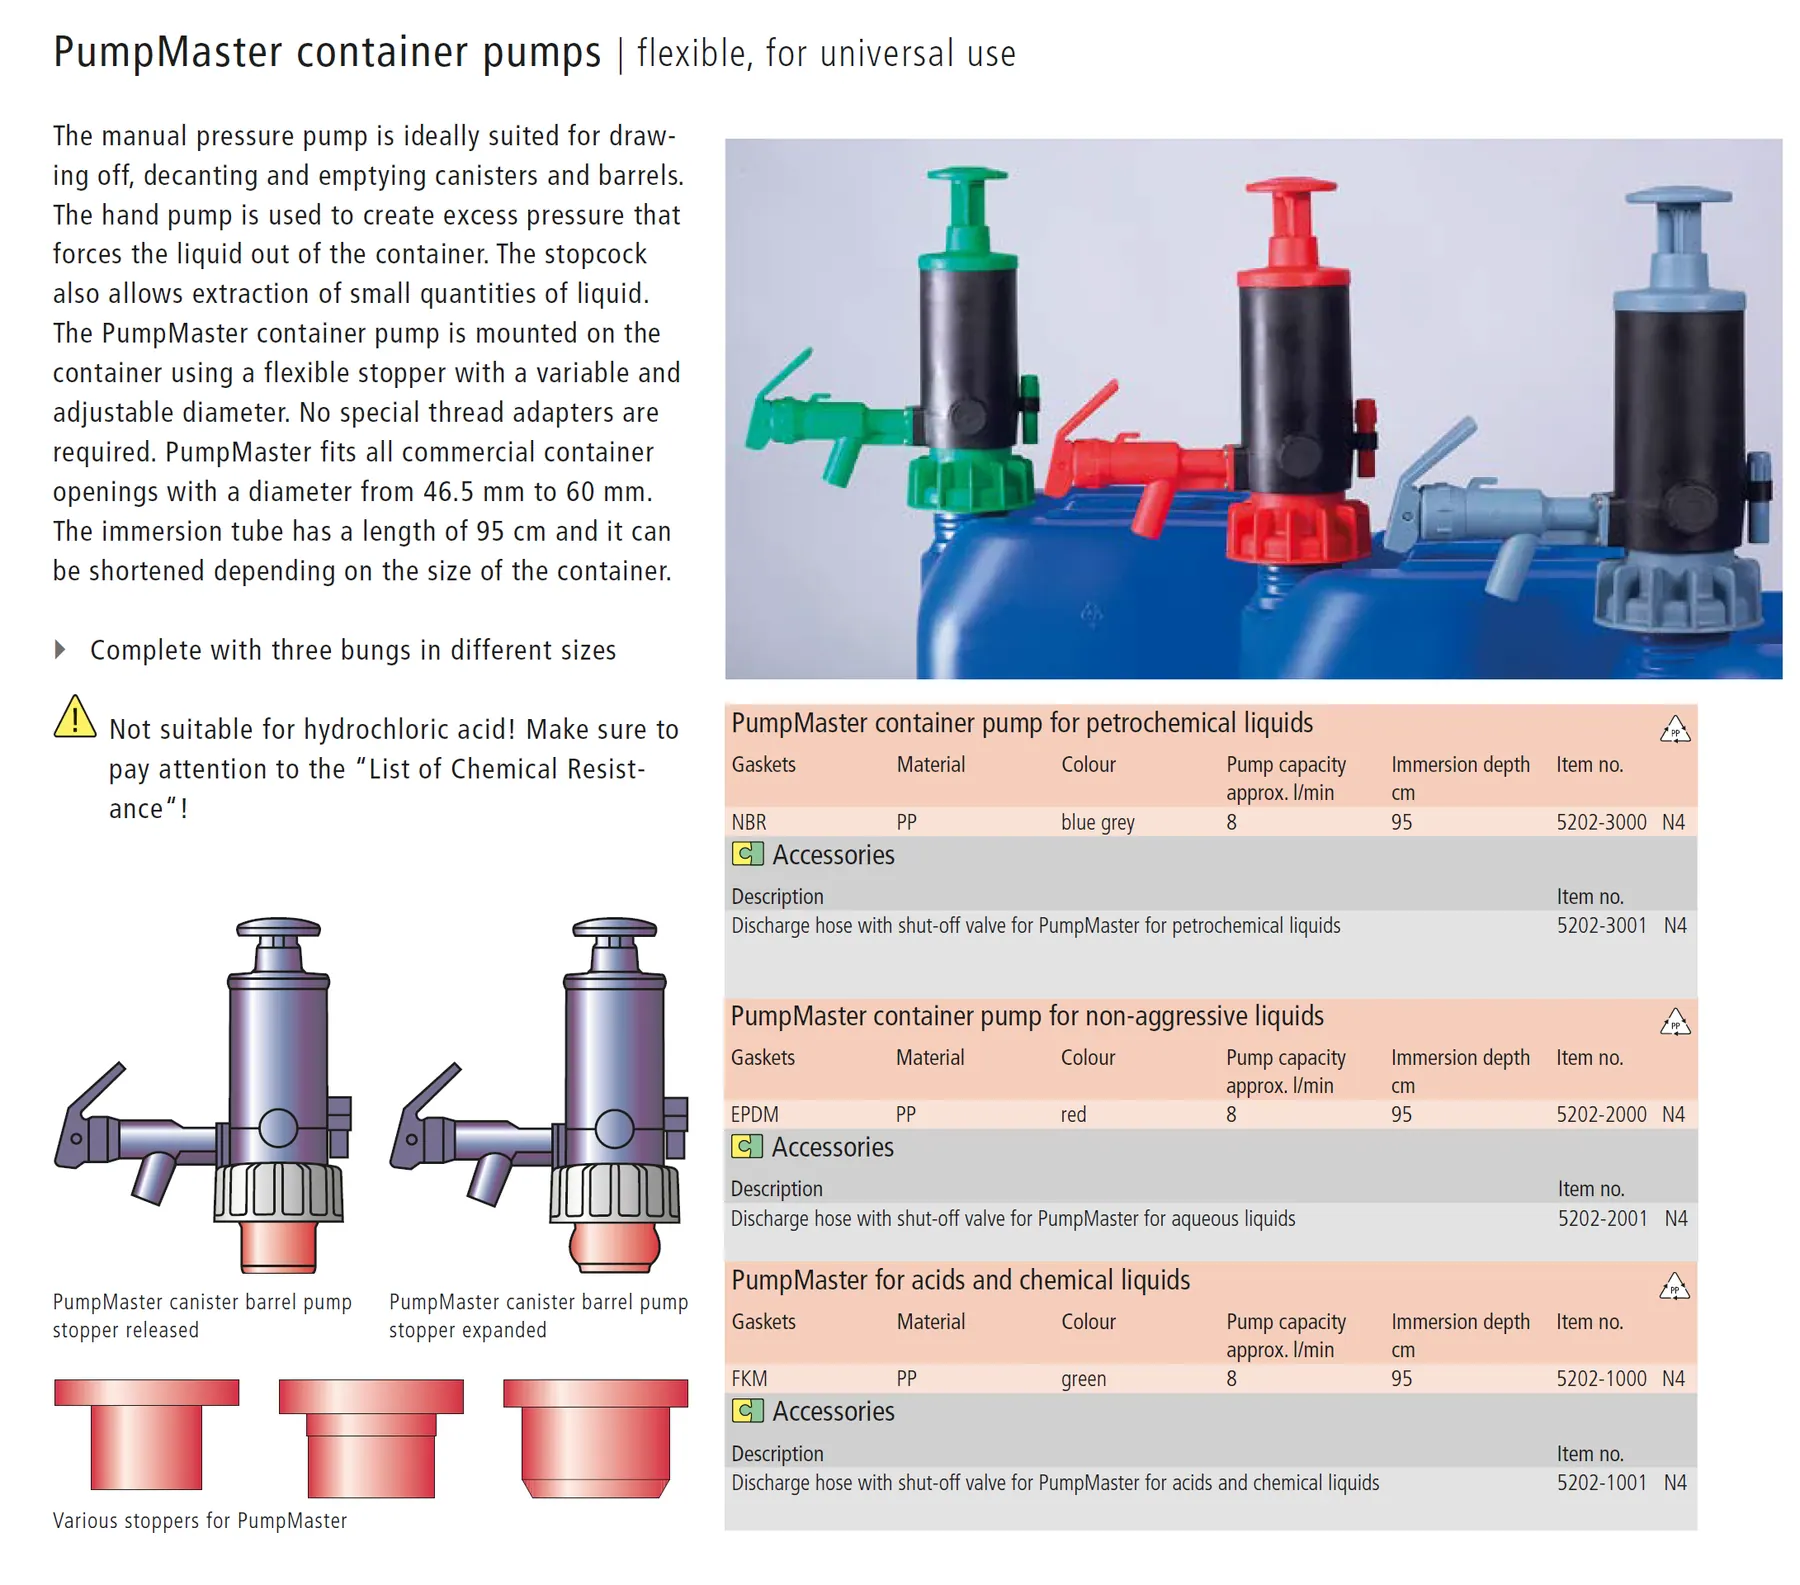 PumpMaster container pumps | flexible, for universal use
The manual pressure pump is ideally suited for draw-
ing off, decanting and emptying canisters and barrels.
The hand pump is used to create excess pressure that
forces the liquid out of the container. The stopcock
also allows extraction of small quantities of liquid.
The PumpMaster container pump is mounted on the
container using a flexible stopper with a variable and
adjustable diameter. No special thread adapters are
required. PumpMaster fits all commercial container
openings with a diameter from 46.5 mm to 60 mm.
The immersion tube has a length of 95 cm and it can
be shortened depending on the size of the container.
Complete with three bungs in different sizes
!
Not suitable for hydrochloric acid! Make sure to
pay attention to the “List of Chemical Resist-
ance“!
PumpMaster canister barrel pump
stopper released
PumpMaster canister barrel pump
stopper expanded
Various stoppers for PumpMaster
PumpMaster container pump for petrochemical liquids PP
Gaskets Material Colour Pump capacity Immersion depth Item no.
approx. l/min cm
NBR PP blue grey 8 95 5202-3000 N4
C Accessories
Description Item no.
Discharge hose with shut-off valve for PumpMaster for petrochemical liquids 5202-3001 N4
PumpMaster container pump for non-aggressive liquids PP
Gaskets Material Colour Pump capacity Immersion depth Item no.
approx. l/min cm
EPDM PP red 8 95 5202-2000 N4
C Accessories
Description Item no.
Discharge hose with shut-off valve for PumpMaster for aqueous liquids 5202-2001 N4
PumpMaster for acids and chemical liquids PP
Gaskets Material Colour Pump capacity Immersion depth Item no.
approx. l/min cm
FKM PP green 8 95 5202-1000 N4
C Accessories
Description Item no.
Discharge hose with shut-off valve for PumpMaster for acids and chemical liquids 5202-1001 N4